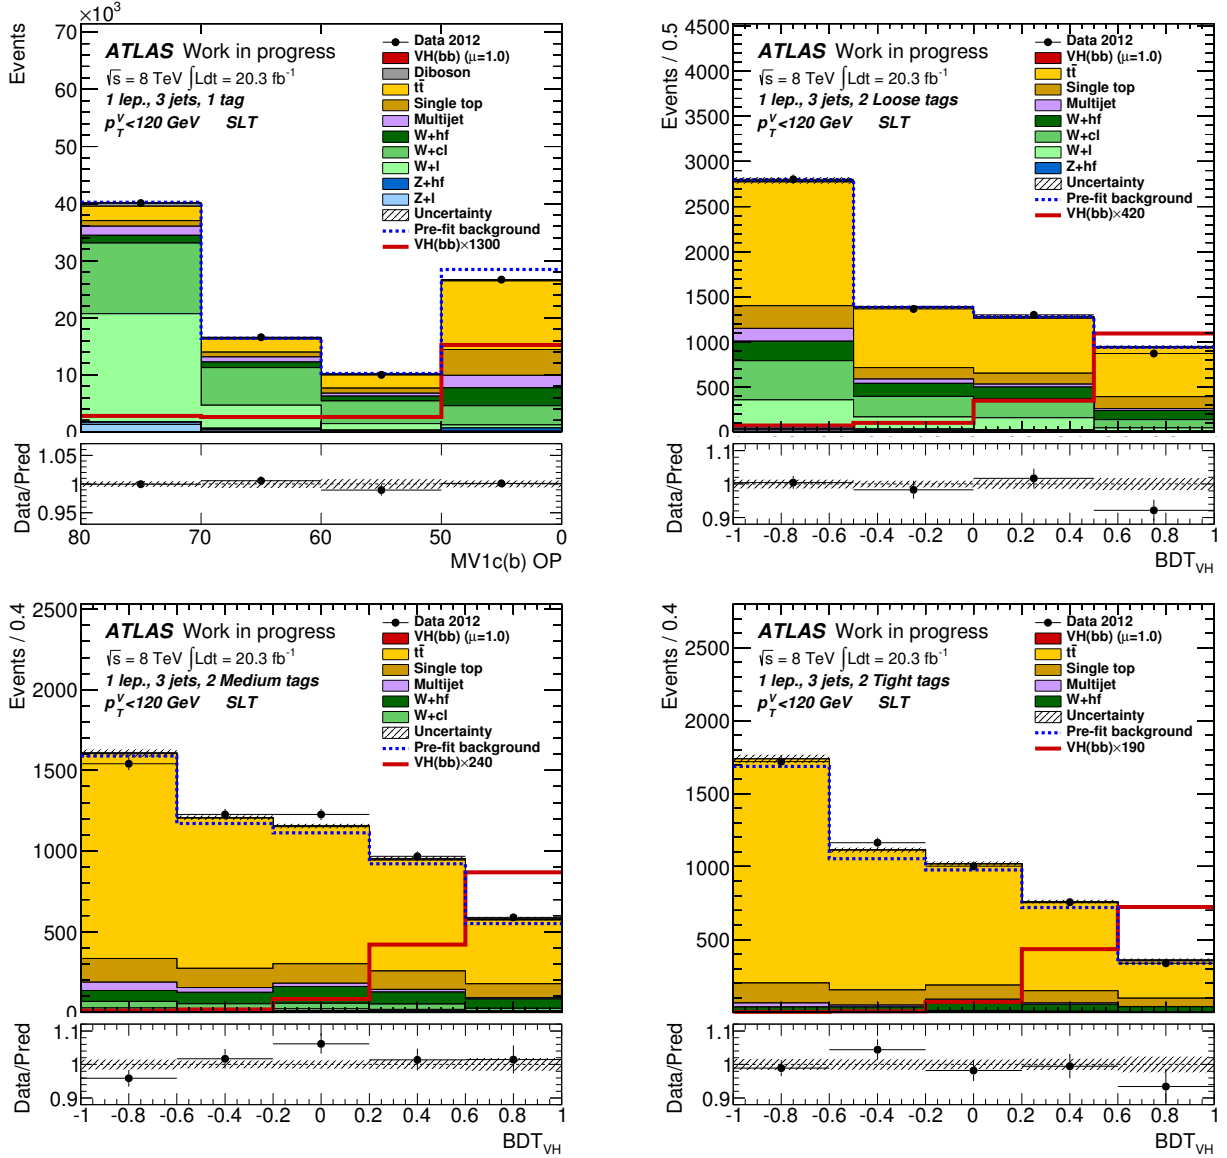 ×10³
Events
70
60
50
40
30
20
10
0
ATLAS Work in progress
√s = 8 TeV ∫Ldt = 20.3 fb⁻¹
1 lep., 3 jets, 1 tag
p_T^V<120 GeV SLT
Data 2012
VH(bb) (μ=1.0)
Diboson
tt̄
Single top
Multijet
W+hf
W+cl
W+l
Z+hf
Z+l
Uncertainty
Pre-fit background
VH(bb)×1300
Data/Pred
1.05
1
0.95
80 70 60 50 0
MV1c(b) OP
Events / 0.5
4500
4000
3500
3000
2500
2000
1500
1000
500
0
ATLAS Work in progress
√s = 8 TeV ∫Ldt = 20.3 fb⁻¹
1 lep., 3 jets, 2 Loose tags
p_T^V<120 GeV SLT
Data 2012
VH(bb) (μ=1.0)
tt̄
Single top
Multijet
W+hf
W+cl
W+l
Z+hf
Uncertainty
Pre-fit background
VH(bb)×420
Data/Pred
1.1
1
0.9
-1 -0.8 -0.6 -0.4 -0.2 0 0.2 0.4 0.6 0.8 1
BDT_VH
Events / 0.4
2500
2000
1500
1000
500
0
ATLAS Work in progress
√s = 8 TeV ∫Ldt = 20.3 fb⁻¹
1 lep., 3 jets, 2 Medium tags
p_T^V<120 GeV SLT
Data 2012
VH(bb) (μ=1.0)
tt̄
Single top
Multijet
W+hf
W+cl
Uncertainty
Pre-fit background
VH(bb)×240
Data/Pred
1.1
1
0.9
-1 -0.8 -0.6 -0.4 -0.2 0 0.2 0.4 0.6 0.8 1
BDT_VH
Events / 0.4
2500
2000
1500
1000
500
0
ATLAS Work in progress
√s = 8 TeV ∫Ldt = 20.3 fb⁻¹
1 lep., 3 jets, 2 Tight tags
p_T^V<120 GeV SLT
Data 2012
VH(bb) (μ=1.0)
tt̄
Single top
Multijet
W+hf
Uncertainty
Pre-fit background
VH(bb)×190
Data/Pred
1.1
1
0.9
-1 -0.8 -0.6 -0.4 -0.2 0 0.2 0.4 0.6 0.8 1
BDT_VH